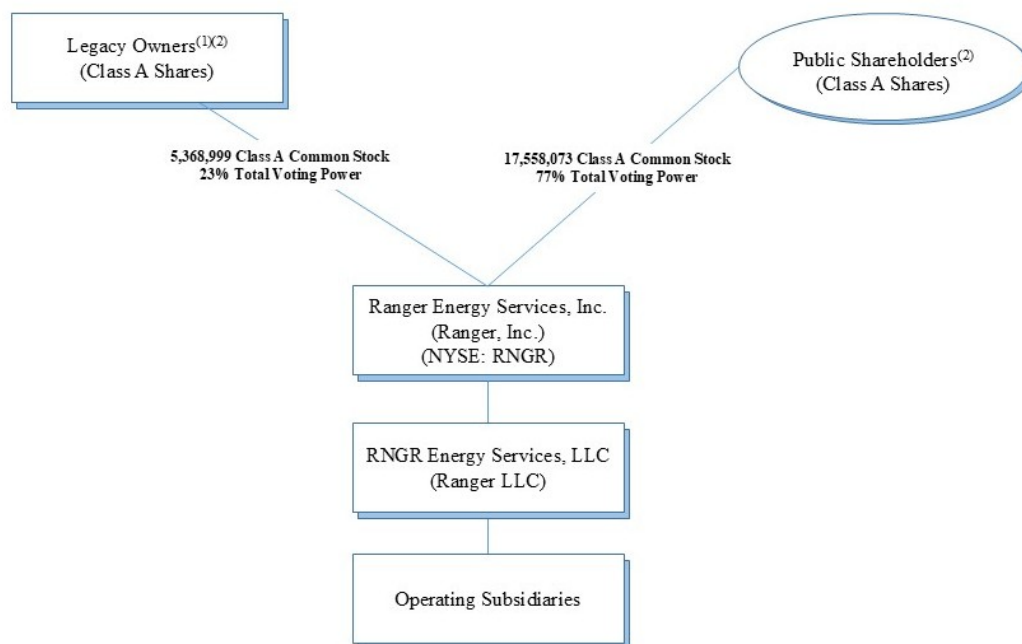 Legacy Owners(1)(2)
(Class A Shares)
Public Shareholders(2)
(Class A Shares)
5,368,999 Class A Common Stock
23% Total Voting Power
17,558,073 Class A Common Stock
77% Total Voting Power
Ranger Energy Services, Inc.
(Ranger, Inc.)
(NYSE: RNGR)
RNGR Energy Services, LLC
(Ranger LLC)
Operating Subsidiaries